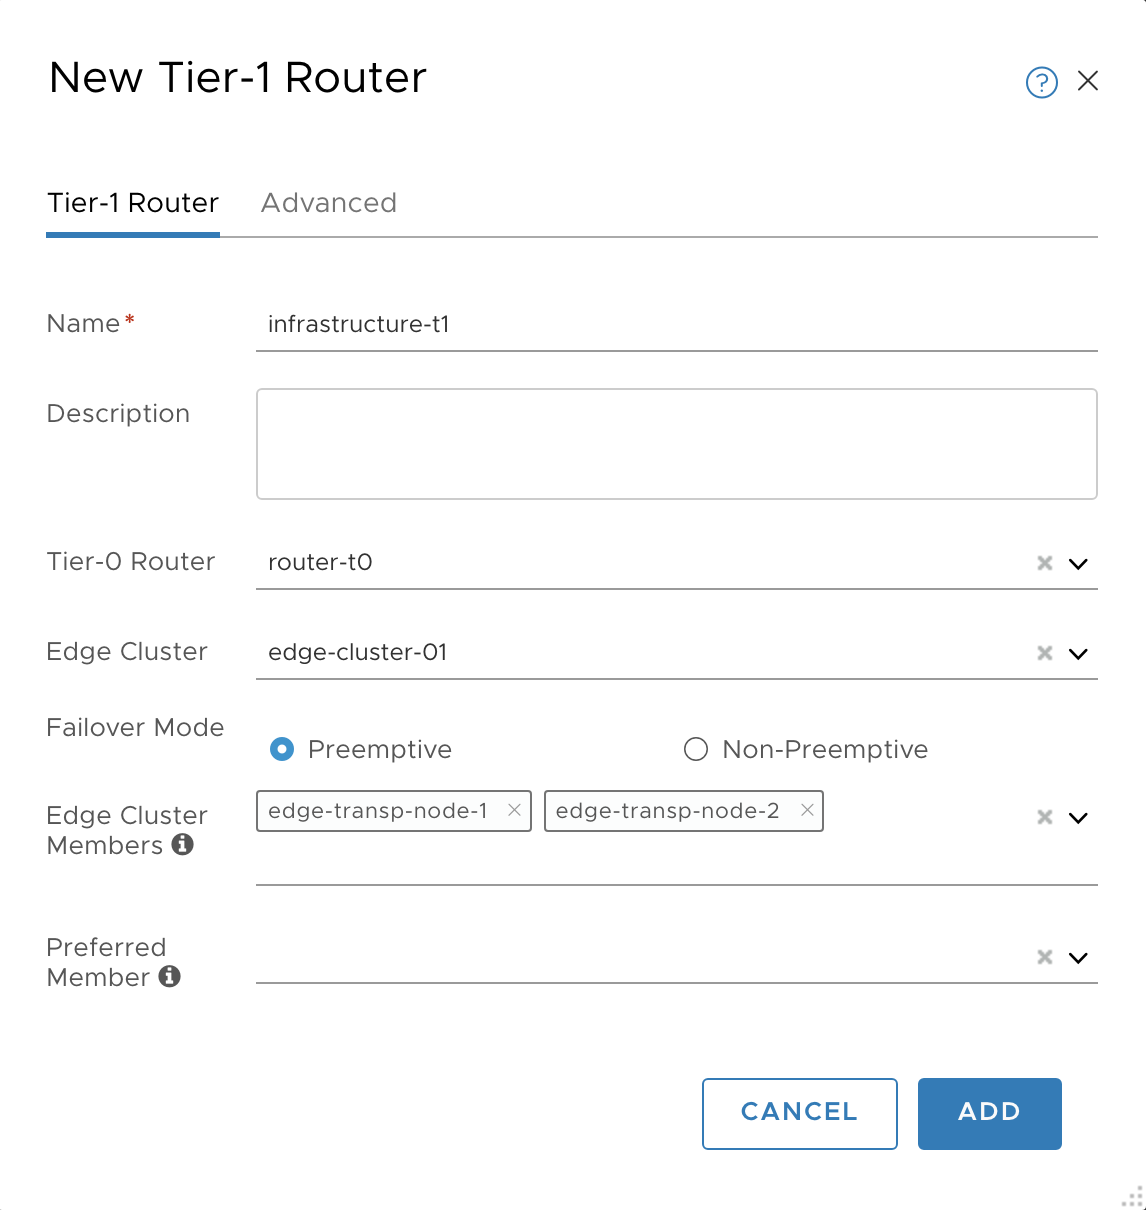 New Tier-1 Router
Tier-1 Router Advanced
Name* infrastructure-t1
Description
Tier-0 Router router-t0
Edge Cluster edge-cluster-01
Failover Mode
Preemptive Non-Preemptive
Edge Cluster
Members
edge-transp-node-1 edge-transp-node-2
Preferred
Member
CANCEL ADD